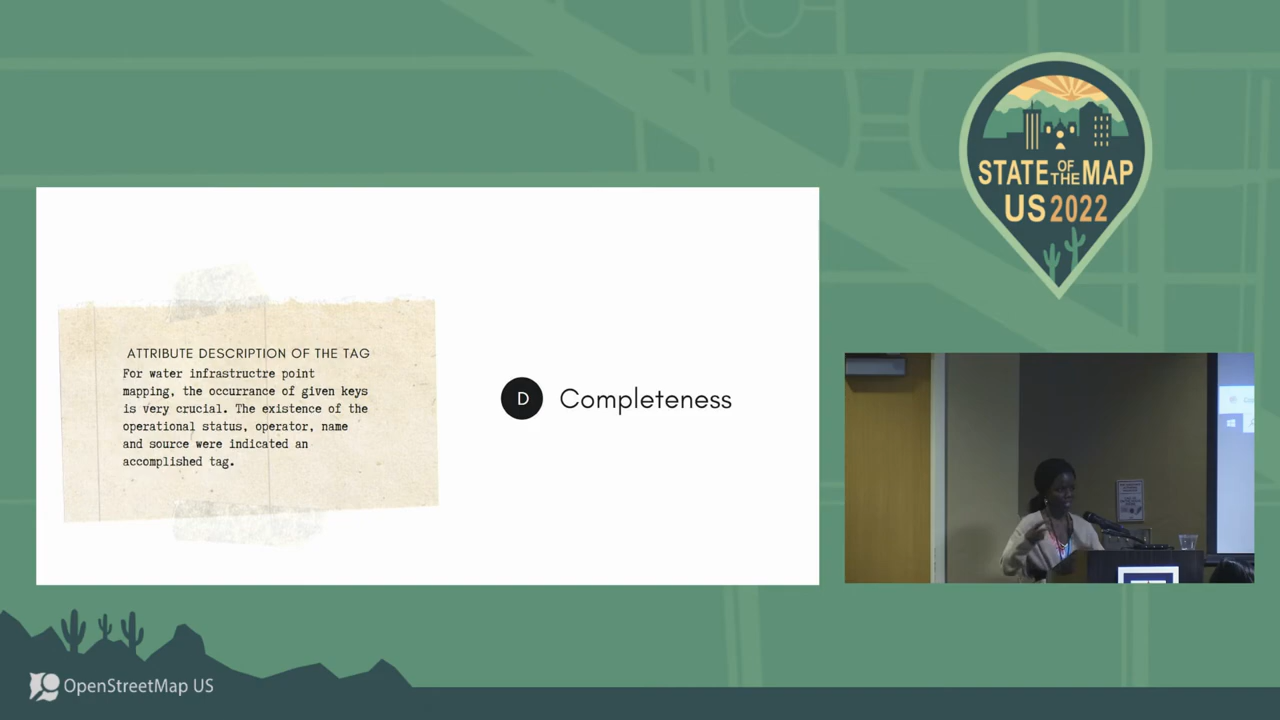 STATE OF THE MAP
US 2022
ATTRIBUTE DESCRIPTION OF THE TAG
For water infrastructre point
mapping, the occurrance of given keys
is very crucial. The existence of the
operational status, operator, name
and source were indicated an
accomplished tag.
D Completeness
OpenStreetMap US